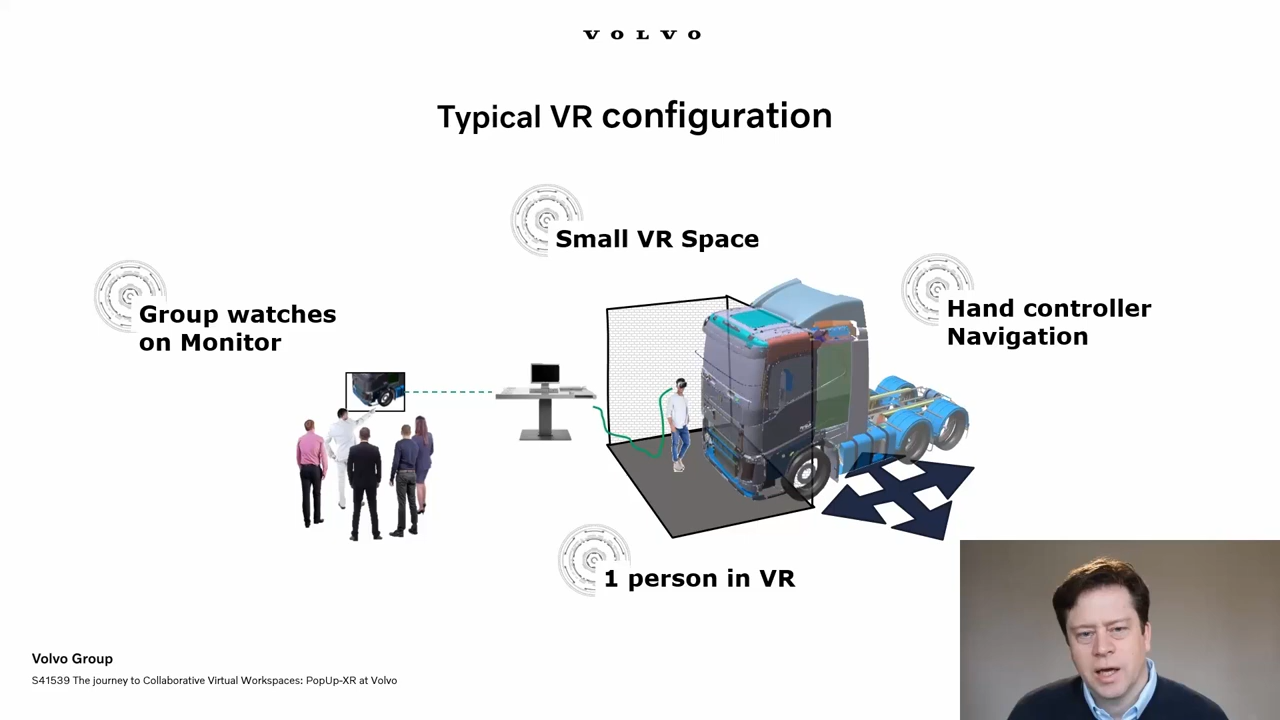 VOLVO
Typical VR configuration
Small VR Space
Group watches
on Monitor
Hand controller
Navigation
1 person in VR
Volvo Group
S41539 The journey to Collaborative Virtual Workspaces: PopUp-XR at Volvo